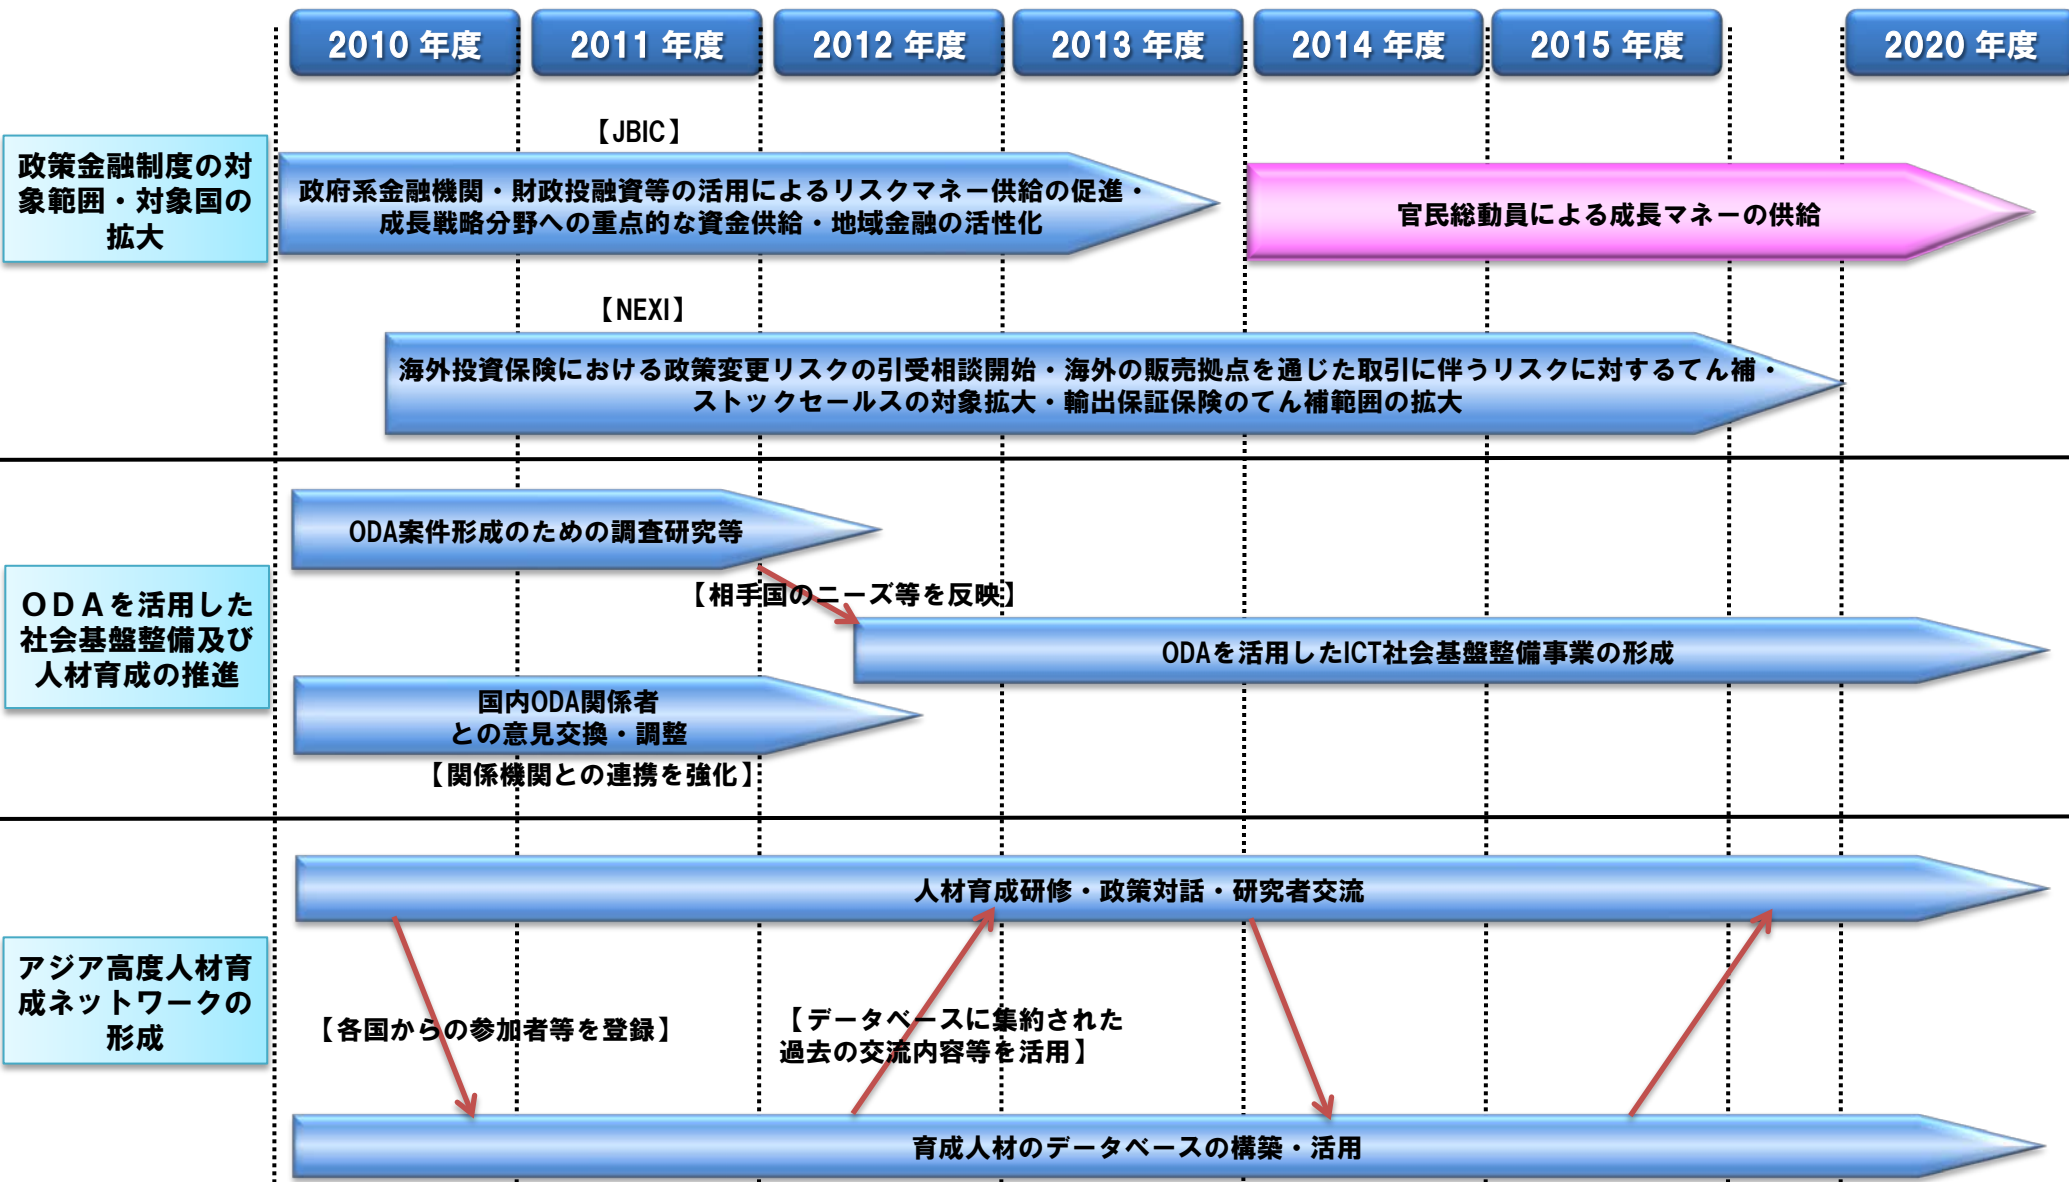 2010 年度
2011 年度
2012 年度
2013 年度
2014 年度
2015 年度
2020 年度
政策金融制度の対
象範囲・対象国の
拡大
【JBIC】
政府系金融機関・財政投融資等の活用によるリスクマネー供給の促進・
成長戦略分野への重点的な資金供給・地域金融の活性化
官民総動員による成長マネーの供給
【NEXI】
海外投資保険における政策変更リスクの引受相談開始・海外の販売拠点を通じた取引に伴うリスクに対するてん補・
ストックセールスの対象拡大・輸出保証保険のてん補範囲の拡大
ＯＤＡを活用した
社会基盤整備及び
人材育成の推進
ODA案件形成のための調査研究等
【相手国のニーズ等を反映】
ODAを活用したICT社会基盤整備事業の形成
国内ODA関係者
との意見交換・調整
【関係機関との連携を強化】
アジア高度人材育
成ネットワークの
形成
人材育成研修・政策対話・研究者交流
【各国からの参加者等を登録】
【データベースに集約された
過去の交流内容等を活用】
育成人材のデータベースの構築・活用